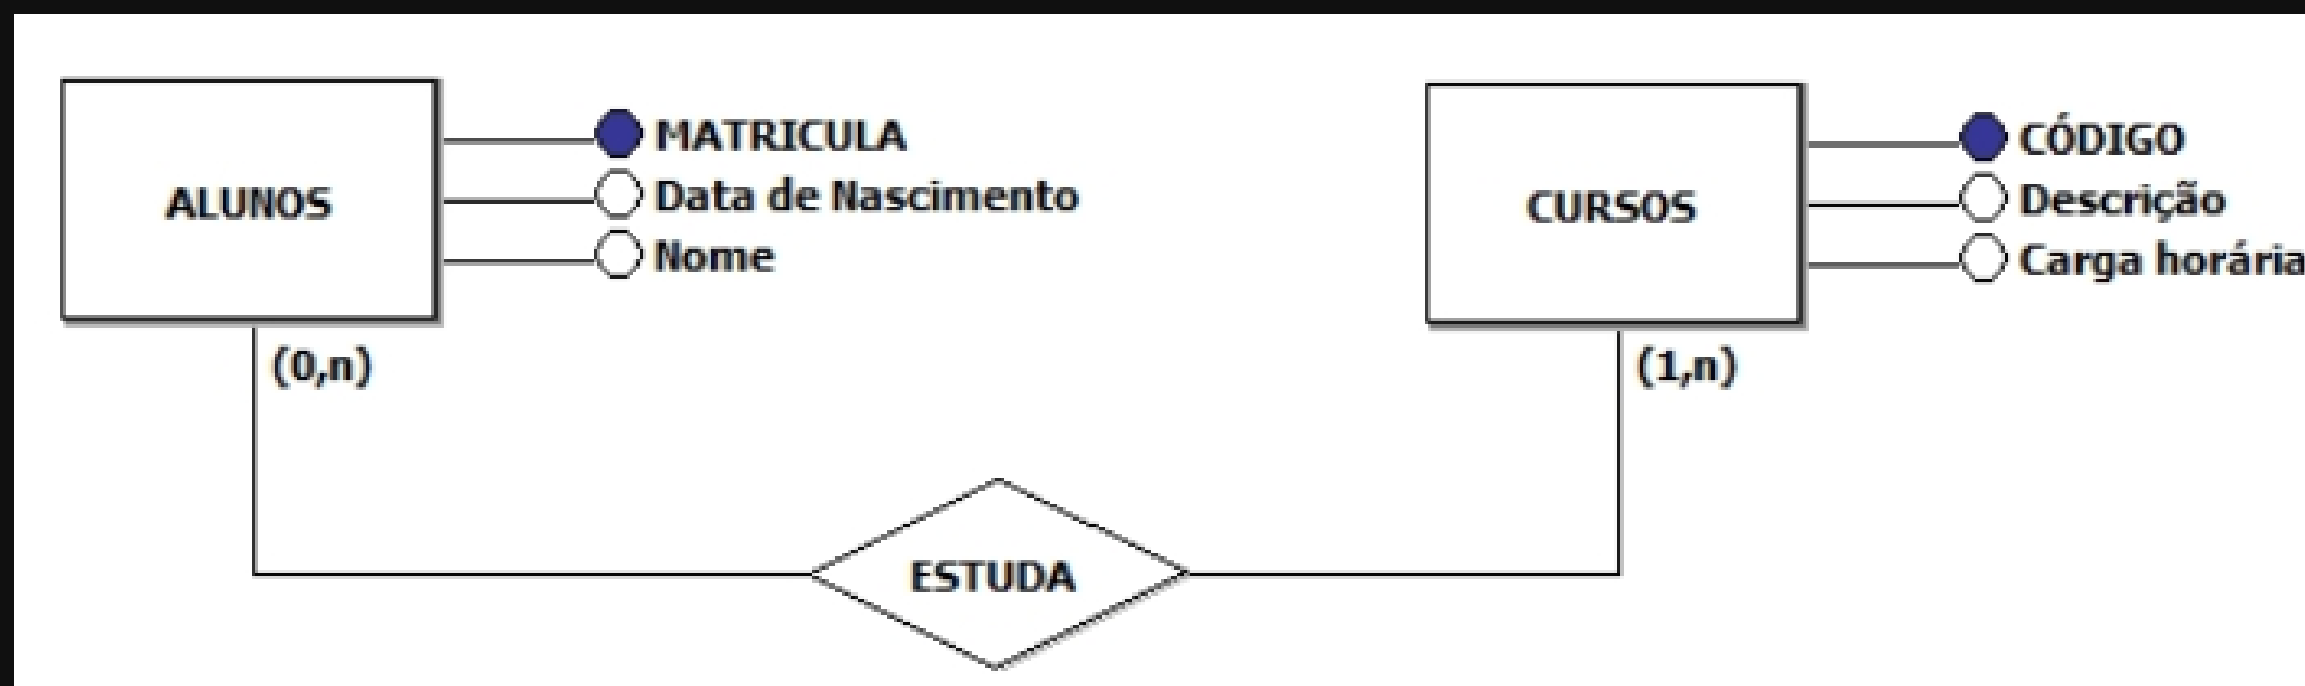 ALUNOS
MATRICULA
Data de Nascimento
Nome
(0,n)
CURSOS
CÓDIGO
Descrição
Carga horária
(1,n)
ESTUDA